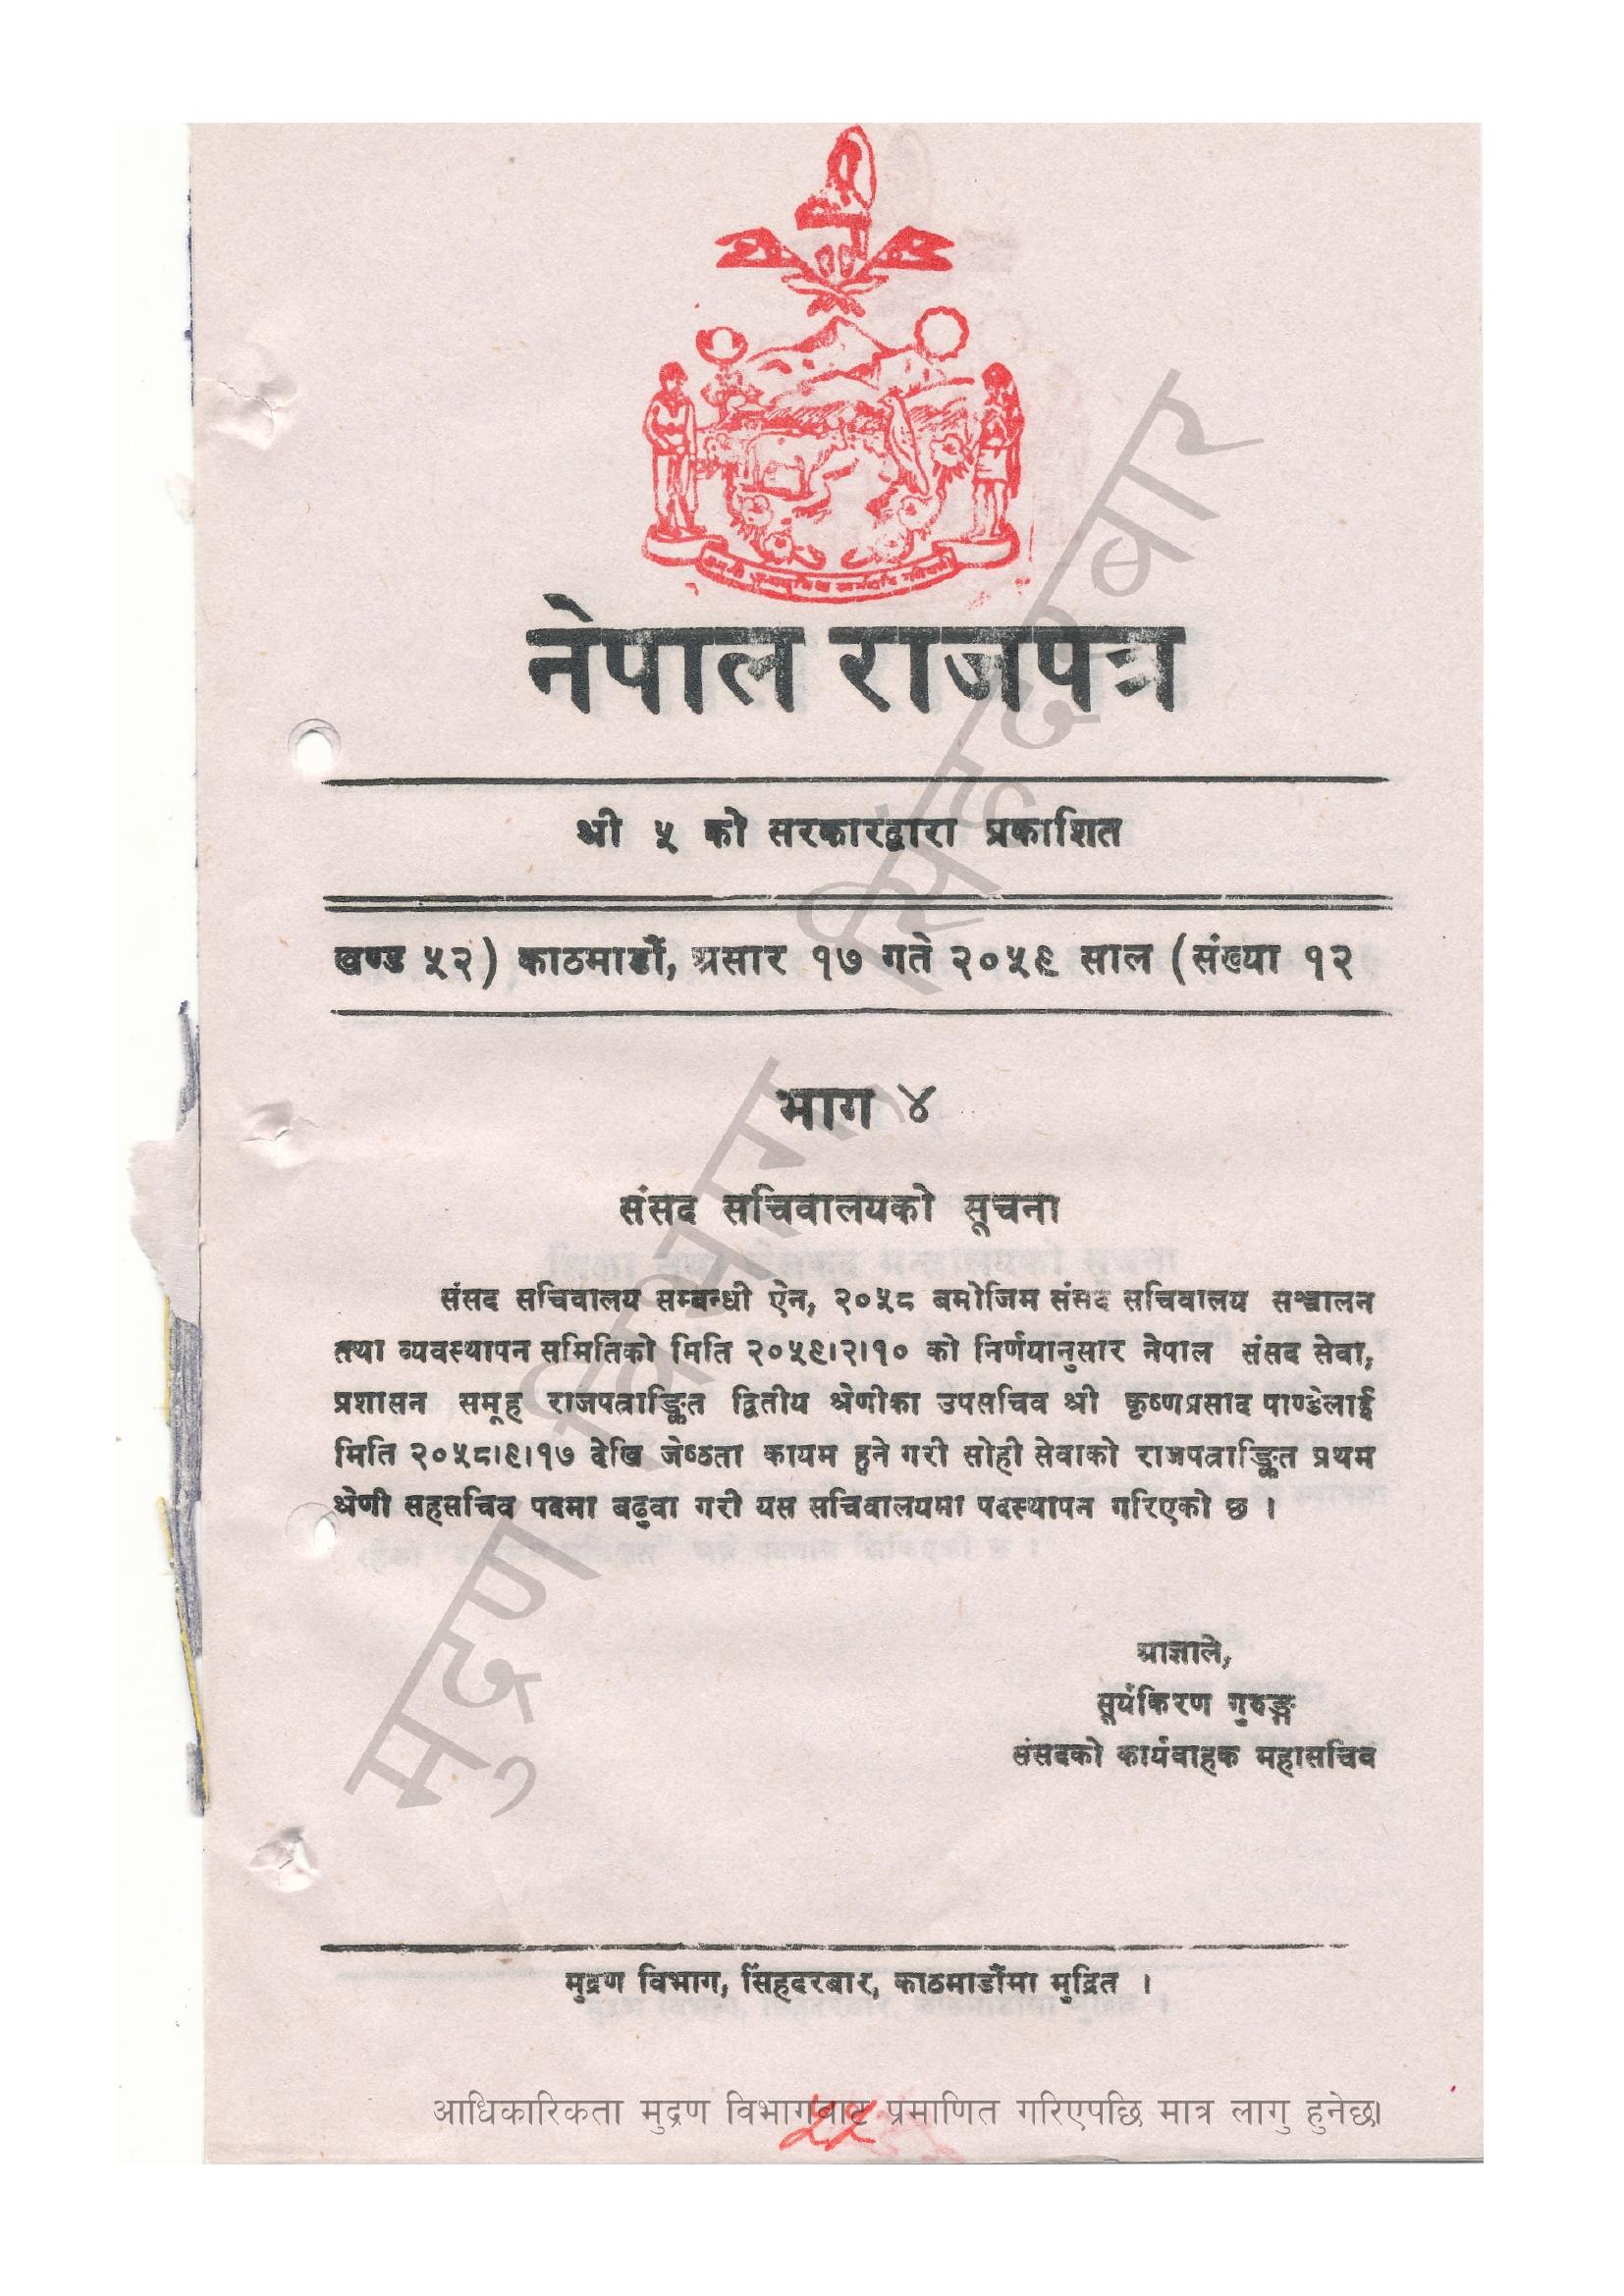 नेपाल राजपत्र
श्री ५ को सरकारद्वारा प्रकाशित
खण्ड ५२) काठमाडौं, असार १७ गते २०५९ साल (संख्या १२
भाग ४
संसद सचिवालयको सूचना
संसद सचिवालय सम्बन्धी ऐन, २०५८ बमोजिम संसद सचिवालय सञ्चालन
तथा व्यवस्थापन समितिको मिति २०५९।२।१० को निर्णयानुसार नेपाल संसद सेवा,
प्रशासन समूह राजपत्राङ्कित द्वितीय श्रेणीका उपसचिव श्री कृष्णप्रसाद पाण्डेलाई
मिति २०५८।९।१७ देखि जेष्ठता कायम हुने गरी सोही सेवाको राजपत्राङ्कित प्रथम
श्रेणी सहसचिव पदमा बढुवा गरी यस सचिवालयमा पदस्थापन गरिएको छ ।
आज्ञाले,
सूर्यकिरण गुरुङ्ग
संसदको कार्यवाहक महासचिव
मुद्रण विभाग, सिंहदरबार, काठमाडौंमा मुद्रित ।
आधिकारिकता मुद्रण विभागबाट प्रमाणित गरिएपछि मात्र लागु हुनेछ।
मुद्रण विभाग, सिंहदरबार